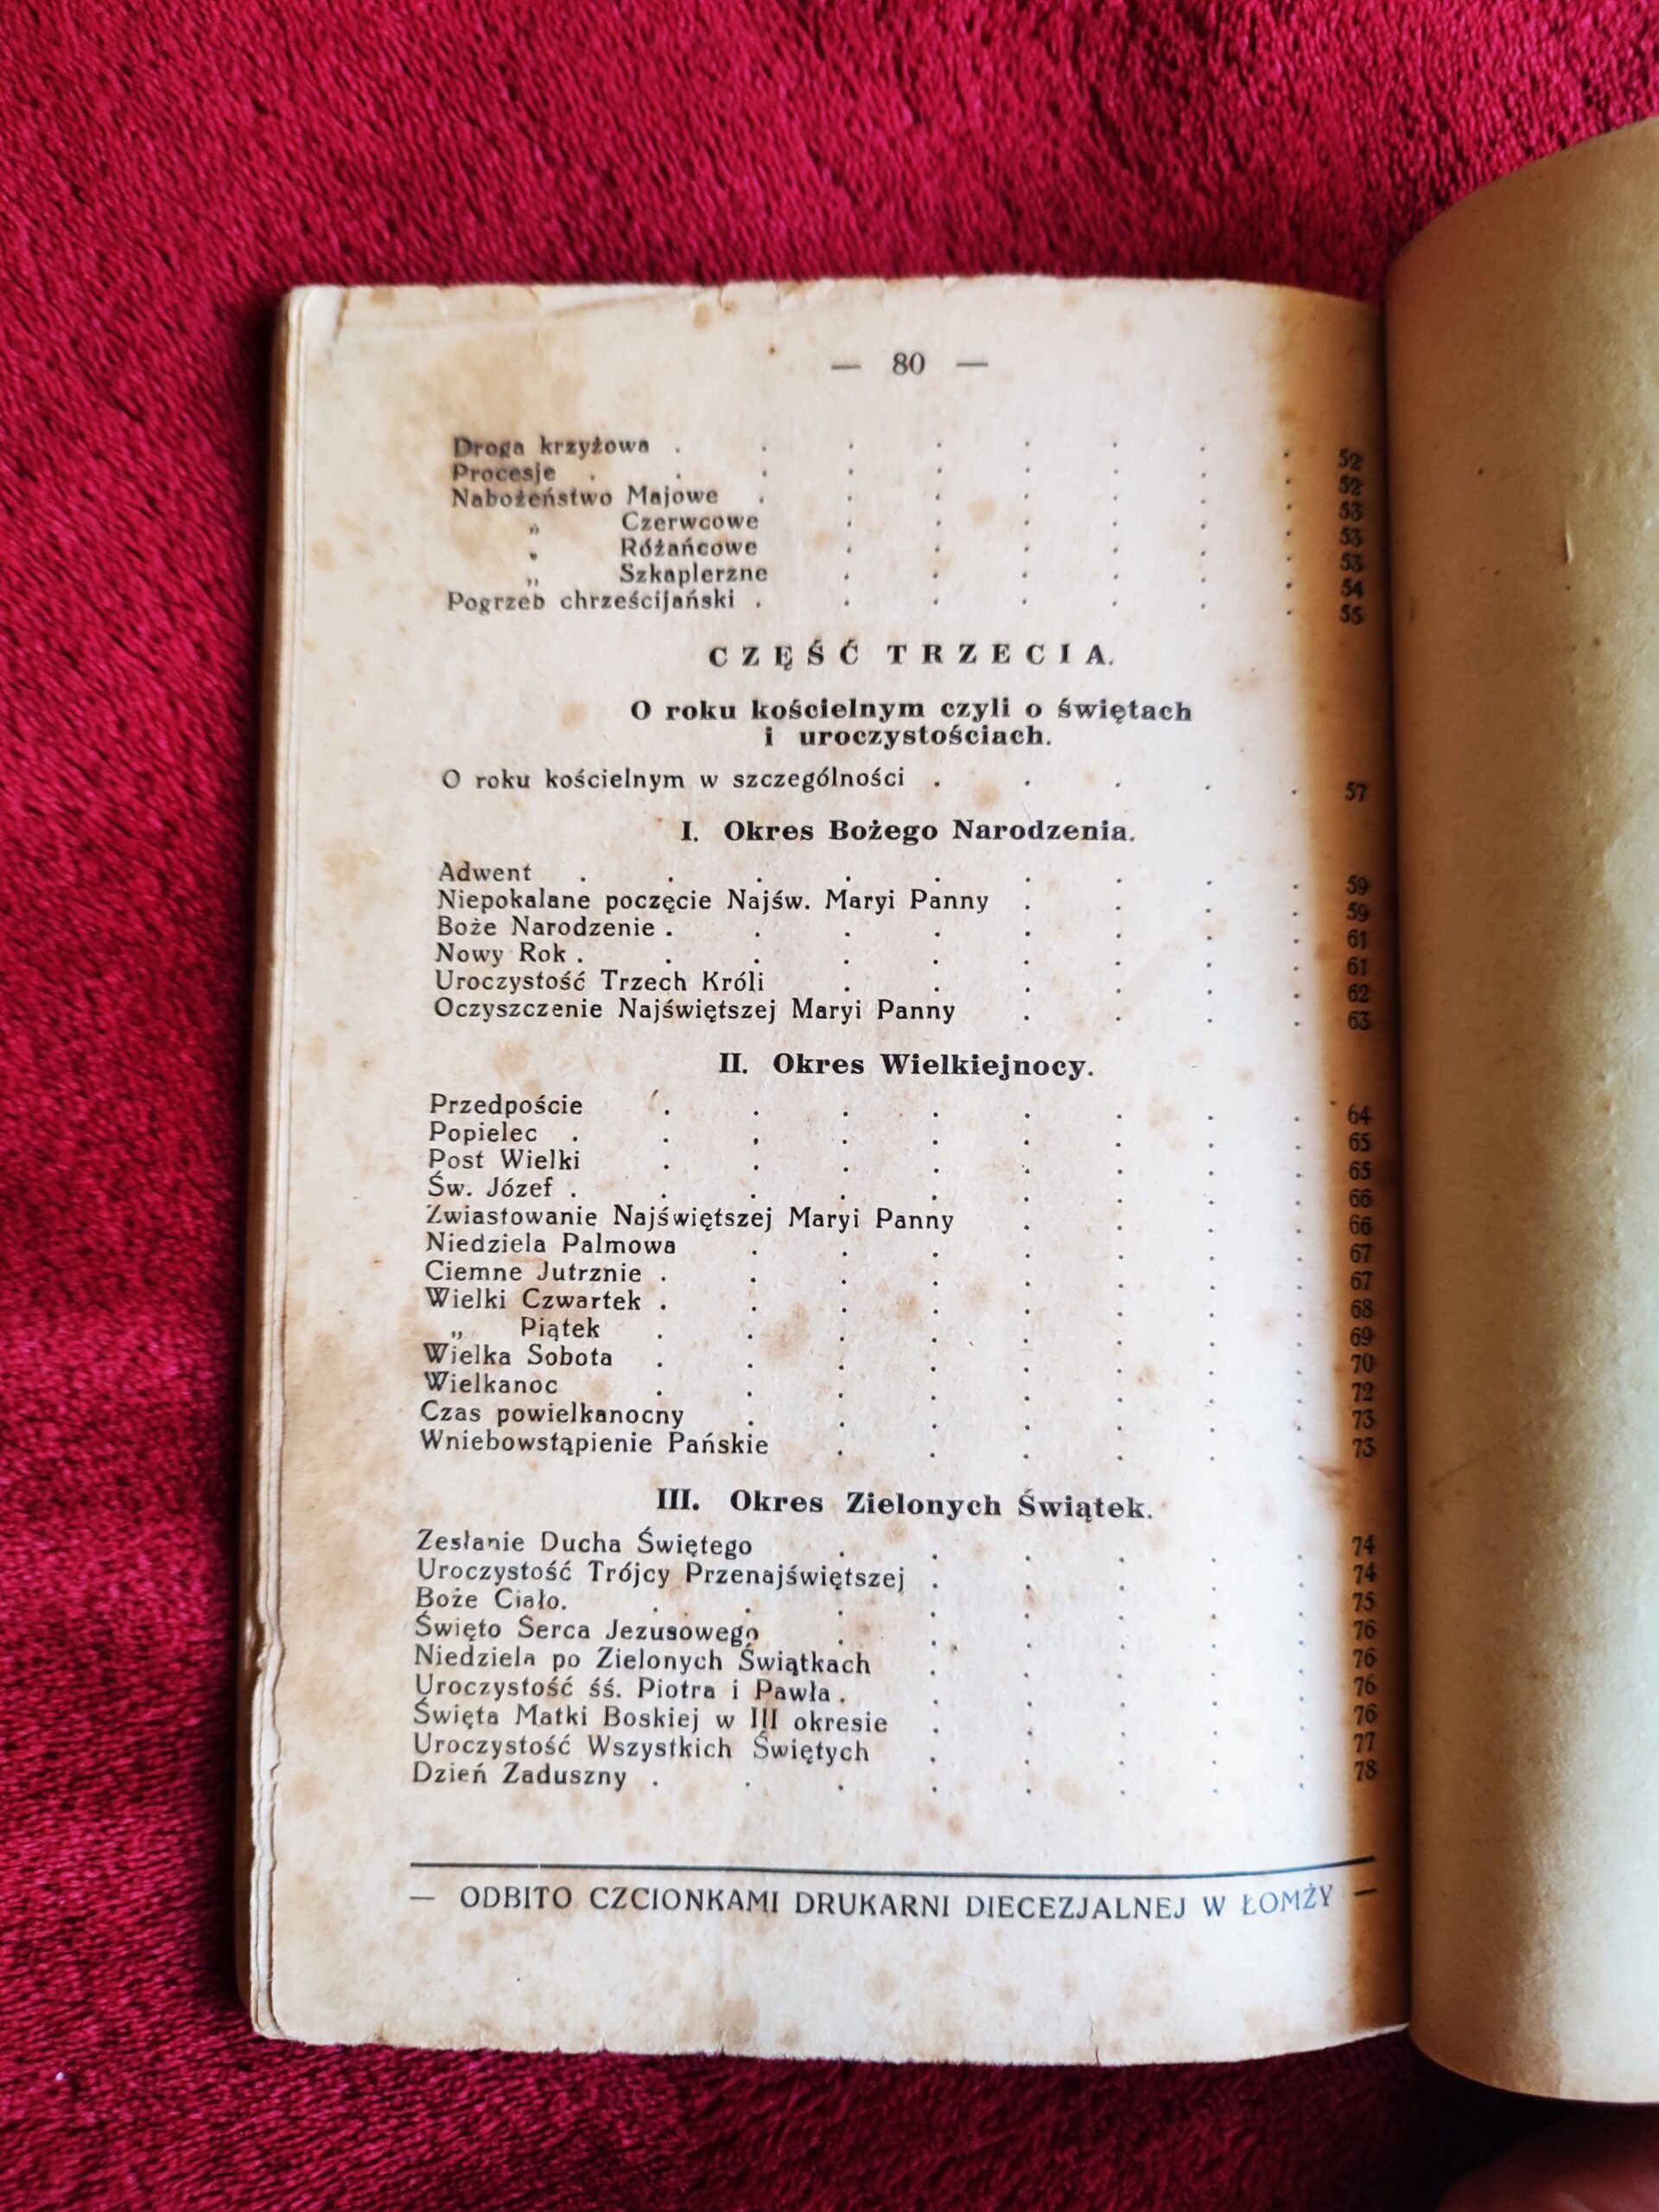 — 80 —
Droga krzyżowa . . . . . . . . 52
Procesje . . . . . . . . . 52
Nabożeństwo Majowe . . . . . . . 53
„ Czerwcowe . . . . . . 53
„ Różańcowe . . . . . . 53
„ Szkaplerzne . . . . . . 54
Pogrzeb chrześcijański . . . . . . . 55
CZĘŚĆ TRZECIA.
O roku kościelnym czyli o świętach
i uroczystościach.
O roku kościelnym w szczególności . . . . . 57
I. Okres Bożego Narodzenia.
Adwent . . . . . . . . . 59
Niepokalane poczęcie Najśw. Maryi Panny . . . . 59
Boże Narodzenie . . . . . . . . 61
Nowy Rok . . . . . . . . . 61
Uroczystość Trzech Króli . . . . . . 62
Oczyszczenie Najświętszej Maryi Panny . . . . 63
II. Okres Wielkiejnocy.
Przedpoście . . . . . . . . 64
Popielec . . . . . . . . . 65
Post Wielki . . . . . . . . 65
Św. Józef . . . . . . . . . 66
Zwiastowanie Najświętszej Maryi Panny . . . . 66
Niedziela Palmowa . . . . . . . 67
Ciemne Jutrznie . . . . . . . . 67
Wielki Czwartek . . . . . . . . 68
„ Piątek . . . . . . . . 69
Wielka Sobota . . . . . . . . 70
Wielkanoc . . . . . . . . 72
Czas powielkanocny . . . . . . . 73
Wniebowstąpienie Pańskie . . . . . . 73
III. Okres Zielonych Świątek.
Zesłanie Ducha Świętego . . . . . . 74
Uroczystość Trójcy Przenajświętszej . . . . . 74
Boże Ciało. . . . . . . . . 75
Święto Serca Jezusowego . . . . . . 76
Niedziela po Zielonych Świątkach . . . . . 76
Uroczystość śś. Piotra i Pawła . . . . . . 76
Święta Matki Boskiej w III okresie . . . . . 76
Uroczystość Wszystkich Świętych . . . . . 77
Dzień Zaduszny . . . . . . . . 78
— ODBITO CZCIONKAMI DRUKARNI DIECEZJALNEJ W ŁOMŻY —